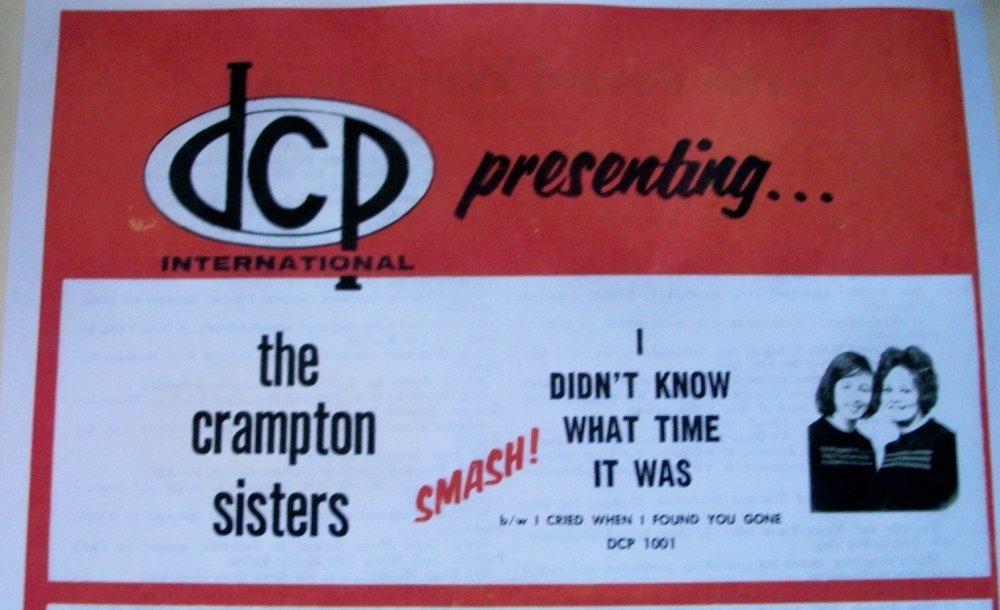 dcp
INTERNATIONAL
presenting...
the
crampton
sisters
SMASH!
I
DIDN'T KNOW
WHAT TIME
IT WAS
b/w I CRIED WHEN I FOUND YOU GONE
DCP 1001